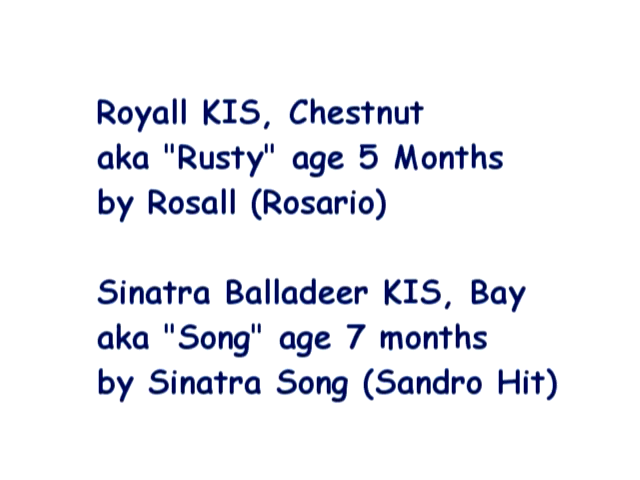 Royall KIS, Chestnut
aka "Rusty" age 5 Months
by Rosall (Rosario)
Sinatra Balladeer KIS, Bay
aka "Song" age 7 months
by Sinatra Song (Sandro Hit)